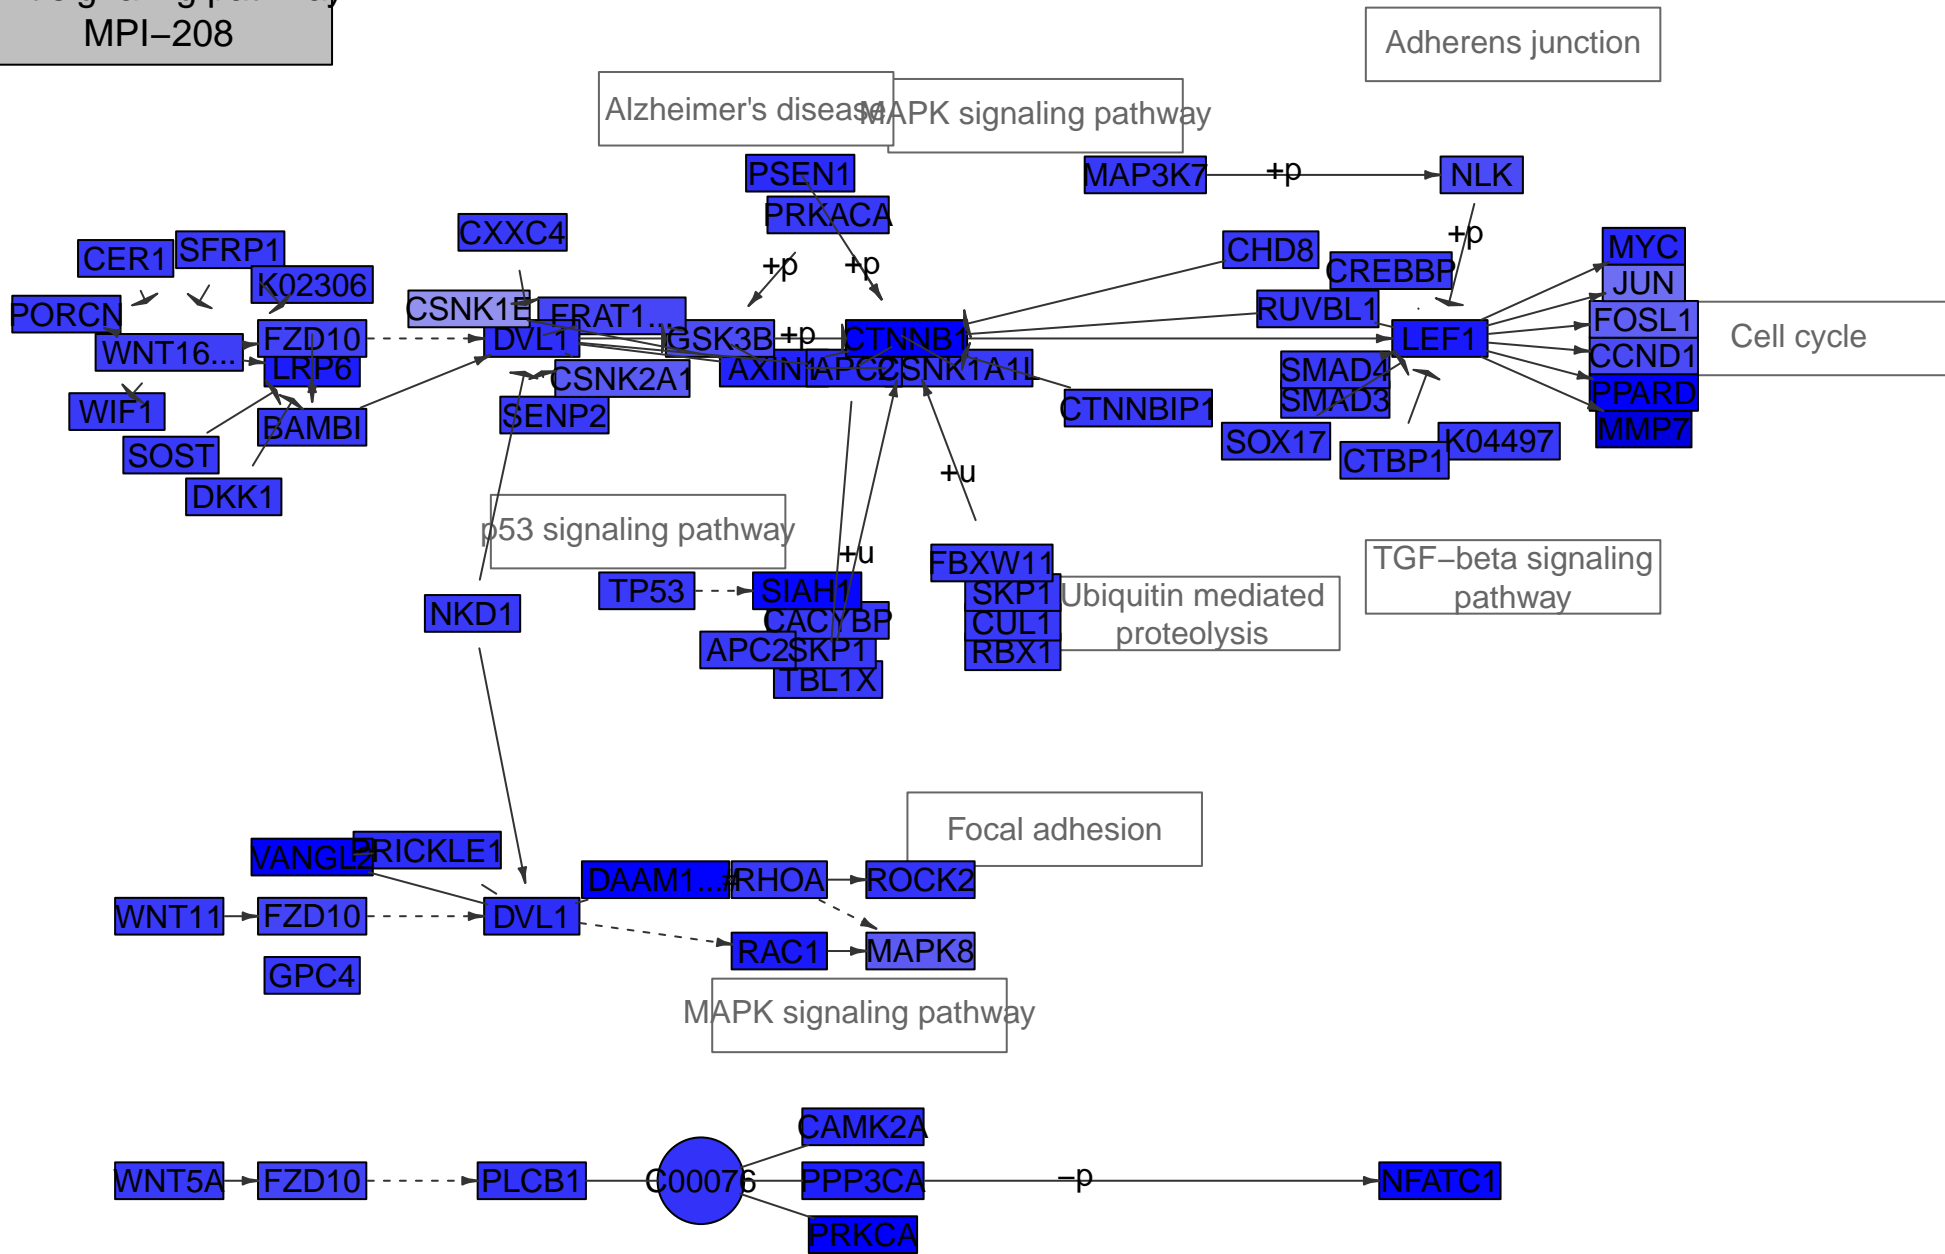 signaling pathway
MPI−208
Adherens junction
Alzheimer's disease
MAPK signaling pathway
PSEN1
PRKACA
MAP3K7
+p
NLK
CXXC4
CER1
SFRP1
K02306
+p
+p
+p
CHD8
CREBBP
MYC
JUN
PORCN
CSNK1E
FRAT1...
RUVBL1
FOSL1
Cell cycle
WNT16...
FZD10
LRP6
DVL1
GSK3B
+p
CTNNB1
LEF1
CCND1
AXIN1
APC2
CSNK1A1L
CSNK2A1
SMAD4
SMAD3
PPARD
MMP7
WIF1
BAMBI
SENP2
CTNNBIP1
SOST
SOX17
CTBP1
K04497
DKK1
+u
p53 signaling pathway
+u
FBXW11
TGF−beta signaling
pathway
TP53
SIAH1
SKP1
Ubiquitin mediated
proteolysis
NKD1
CACYBP
CUL1
APC2
SKP1
RBX1
TBL1X
Focal adhesion
VANGL2
PRICKLE1
DAAM1...#
RHOA
ROCK2
WNT11
FZD10
DVL1
RAC1
MAPK8
GPC4
MAPK signaling pathway
CAMK2A
WNT5A
FZD10
PLCB1
C00076
PPP3CA
−p
NFATC1
PRKCA